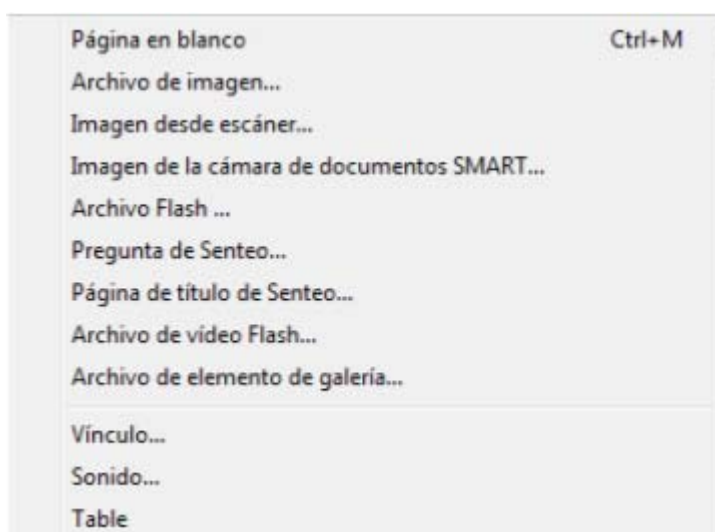 Página en blanco Ctrl+M
Archivo de imagen...
Imagen desde escáner...
Imagen de la cámara de documentos SMART...
Archivo Flash ...
Pregunta de Senteo...
Página de título de Senteo...
Archivo de vídeo Flash...
Archivo de elemento de galería...
Vínculo...
Sonido...
Table